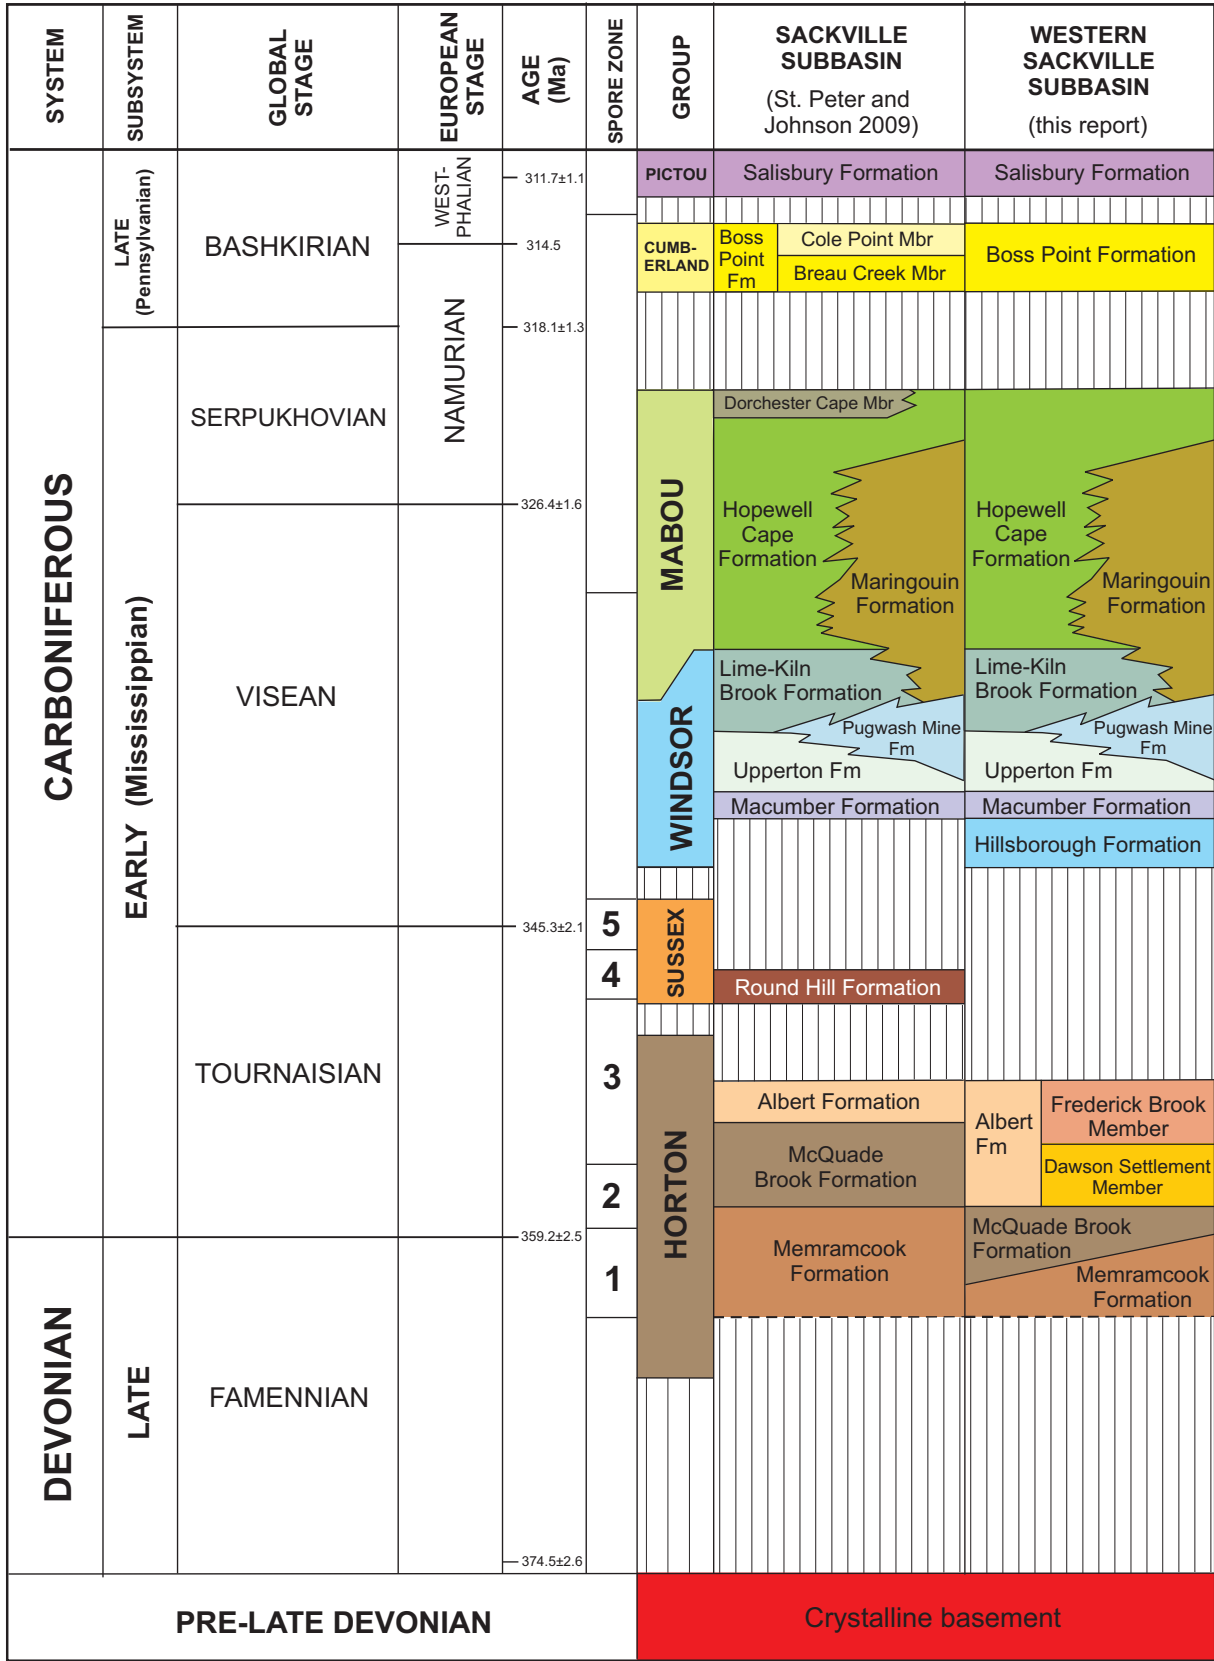 SYSTEM
SUBSYSTEM
GLOBAL
STAGE
EUROPEAN
STAGE
AGE
(Ma)
SPORE ZONE
GROUP
SACKVILLE
SUBBASIN
(St. Peter and
Johnson 2009)
WESTERN
SACKVILLE
SUBBASIN
(this report)
CARBONIFEROUS
DEVONIAN
LATE
(Pennsylvanian)
EARLY (Mississippian)
LATE
BASHKIRIAN
SERPUKHOVIAN
VISEAN
TOURNAISIAN
FAMENNIAN
WEST-
PHALIAN
NAMURIAN
311.7±1.1
314.5
318.1±1.3
326.4±1.6
345.3±2.1
359.2±2.5
374.5±2.6
5
4
3
2
1
PICTOU
CUMB-
ERLAND
MABOU
WINDSOR
SUSSEX
HORTON
Salisbury Formation
Boss
Point
Fm
Cole Point Mbr
Breau Creek Mbr
Dorchester Cape Mbr
Hopewell
Cape
Formation
Maringouin
Formation
Lime-Kiln
Brook Formation
Pugwash Mine
Fm
Upperton Fm
Macumber Formation
Round Hill Formation
Albert Formation
McQuade
Brook Formation
Memramcook
Formation
Salisbury Formation
Boss Point Formation
Hopewell
Cape
Formation
Maringouin
Formation
Lime-Kiln
Brook Formation
Pugwash Mine
Fm
Upperton Fm
Macumber Formation
Hillsborough Formation
Albert
Fm
Frederick Brook
Member
Dawson Settlement
Member
McQuade Brook
Formation
Memramcook
Formation
PRE-LATE DEVONIAN
Crystalline basement